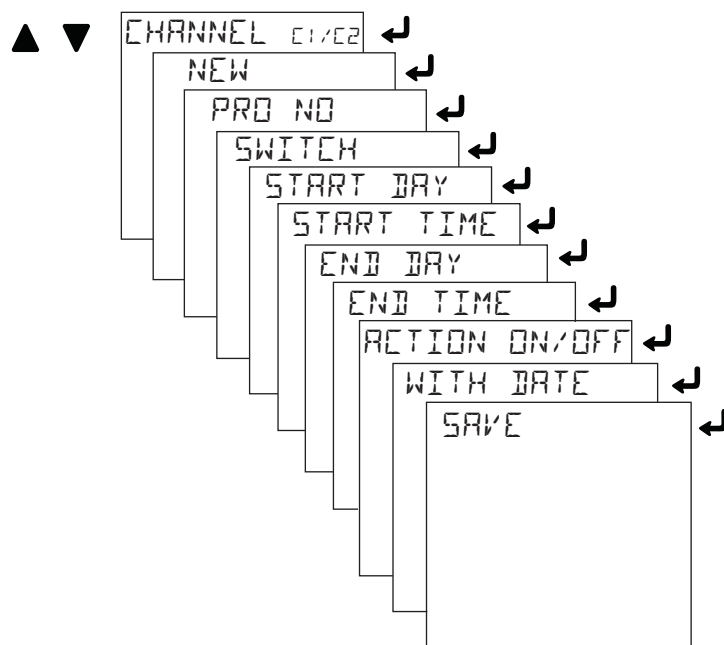 CHANNEL C1/C2
NEW
PRO NO
SWITCH
START DAY
START TIME
END DAY
END TIME
ACTION ON/OFF
WITH DATE
SAVE